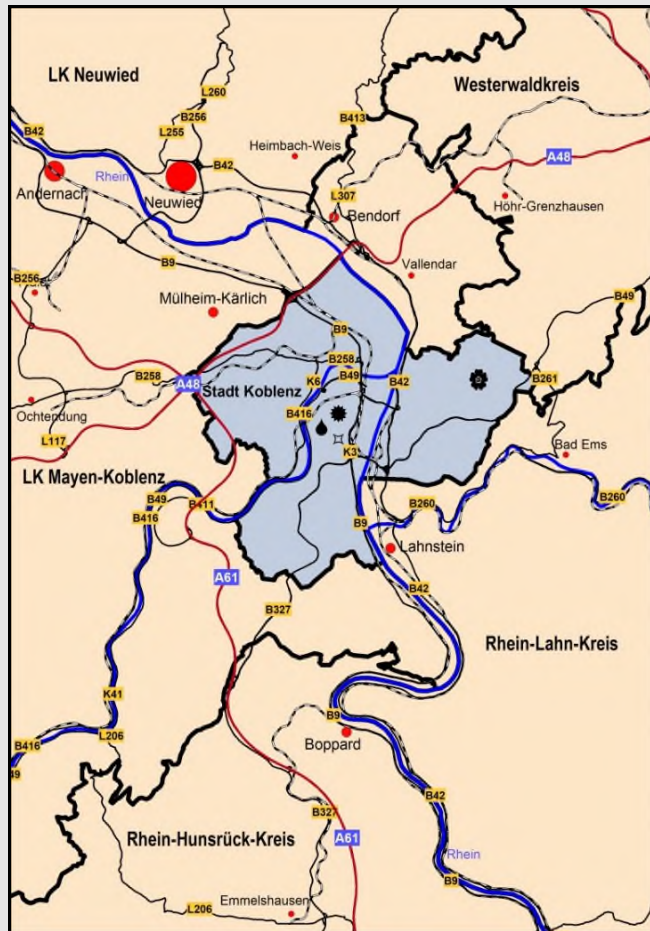 LK Neuwied
Westerwaldkreis
L260
B256
B413
B42
L255
Heimbach-Weis
B42
A48
Rhein
Andernach
Neuwied
L307
Höhr-Grenzhausen
Bendorf
B9
Vallendar
B256
Mülheim-Kärlich
B49
B9
B258
B258
B49
B42
B261
A48
K6
Stadt Koblenz
Ochtendung
B416
L117
K3
Bad Ems
LK Mayen-Koblenz
B49
B411
B260
B260
B416
B9
Lahnstein
A61
B42
B327
Rhein-Lahn-Kreis
K41
B9
L206
B416
Boppard
B49
B42
B327
A61
Rhein-Hunsrück-Kreis
Rhein
B9
L206
Emmelshausen